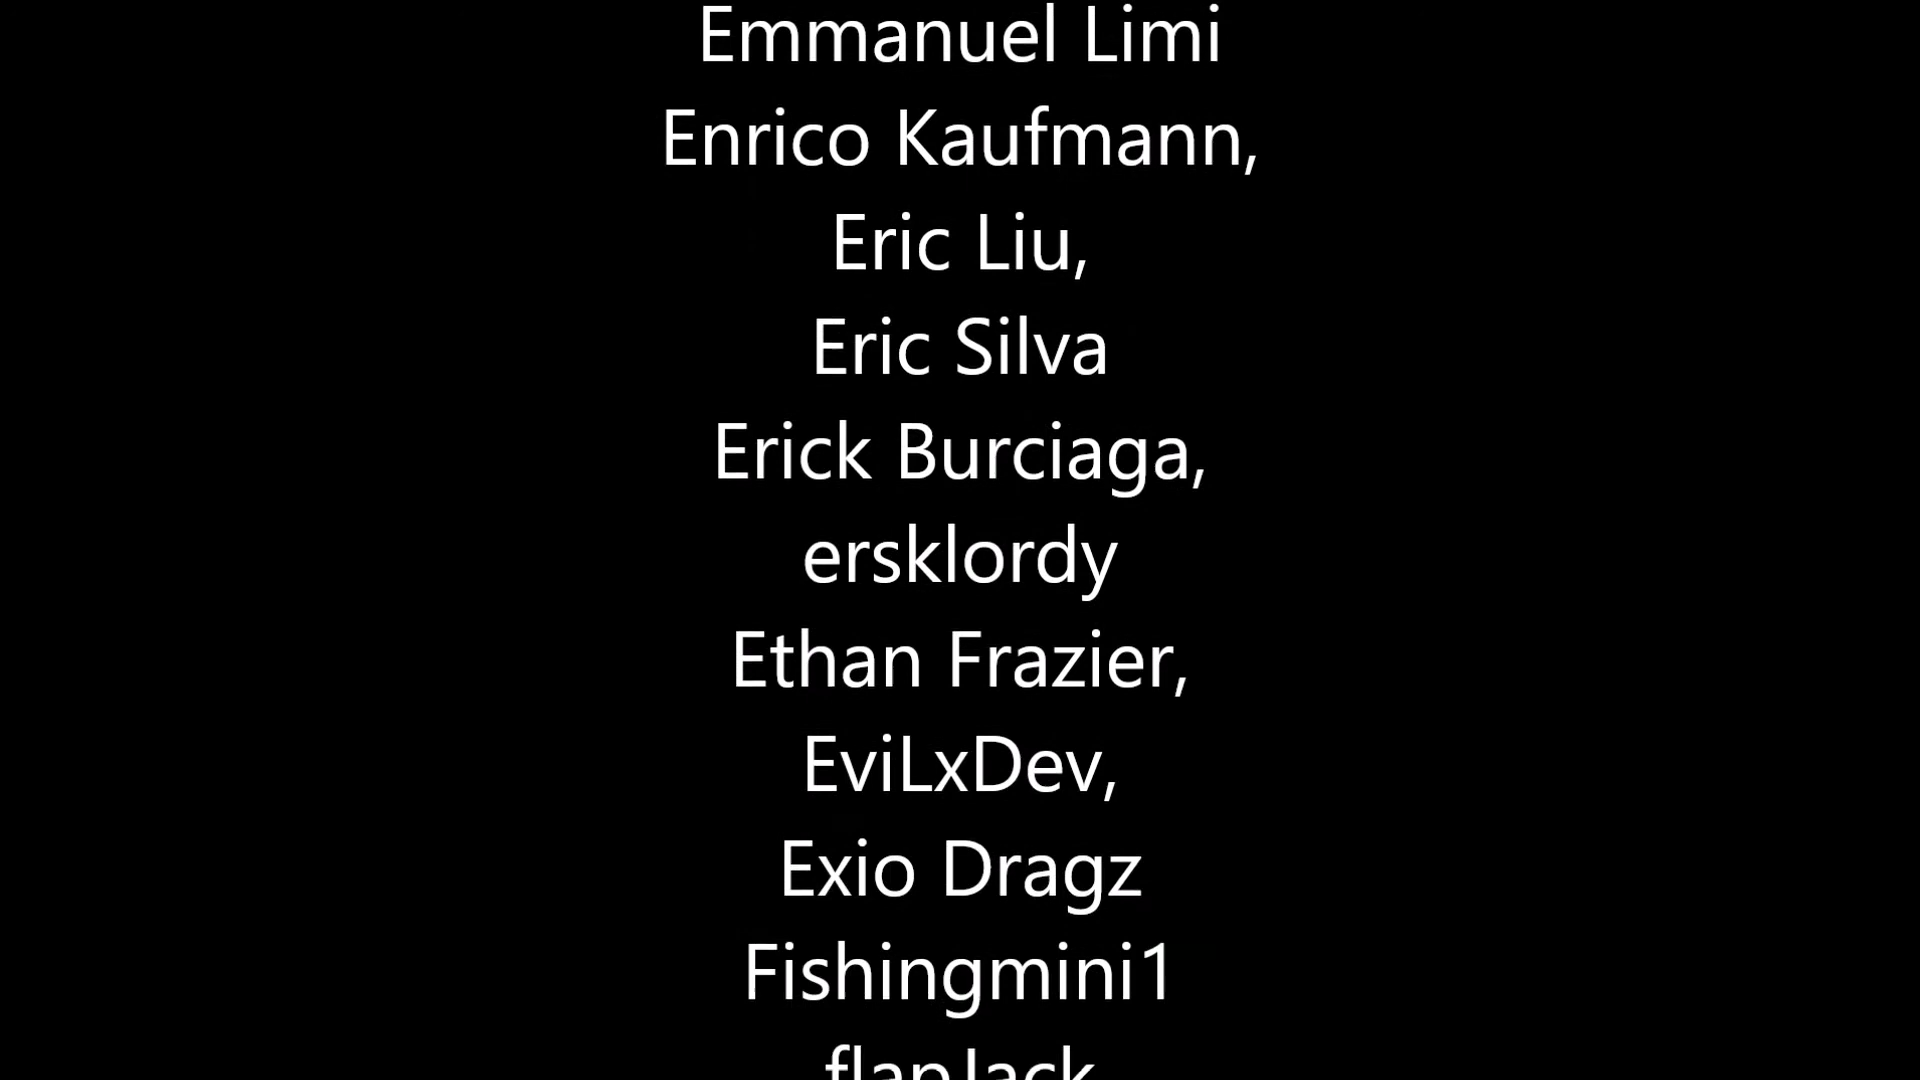 Emmanuel Limi
Enrico Kaufmann,
Eric Liu,
Eric Silva
Erick Burciaga,
ersklordy
Ethan Frazier,
EviLxDev,
Exio Dragz
Fishingmini1
flapJack